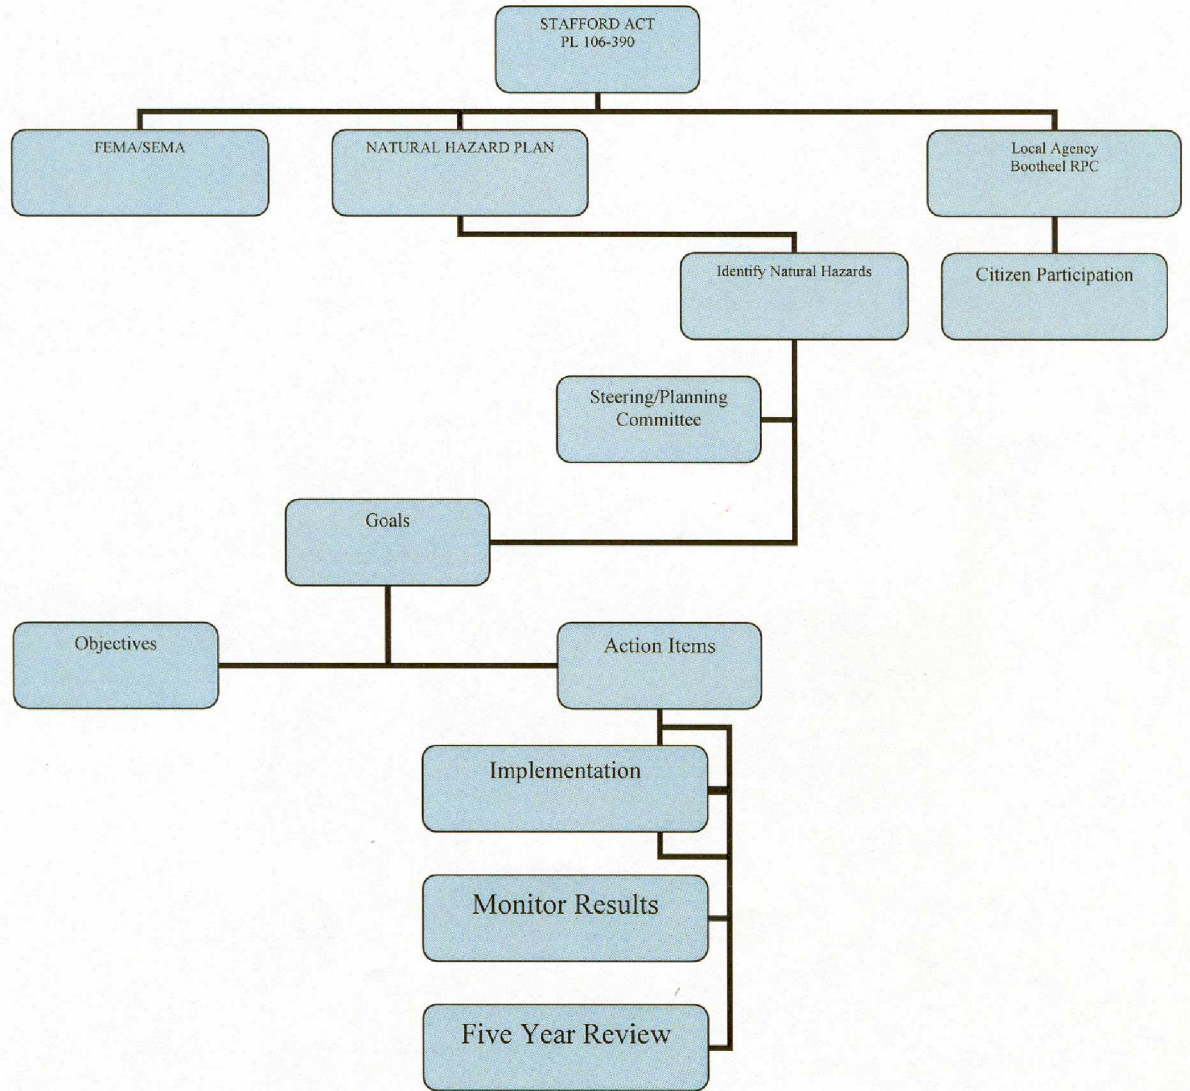 STAFFORD ACT
PL 106-390
FEMA/SEMA
NATURAL HAZARD PLAN
Local Agency
Bootheel RPC
Identify Natural Hazards
Citizen Participation
Steering/Planning
Committee
Goals
Objectives
Action Items
Implementation
Monitor Results
Five Year Review